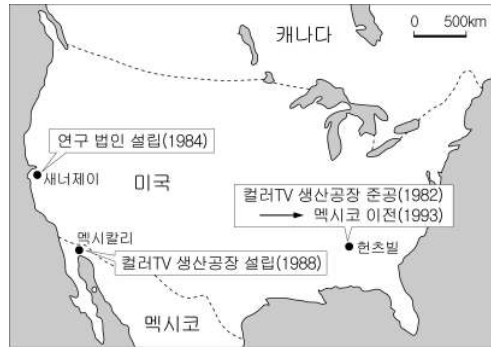 캐나다
0 500km
연구 법인 설립(1984)
새너제이
미국
컬러TV 생산공장 준공(1982)
→ 멕시코 이전(1993)
헌츠빌
멕시칼리
컬러TV 생산공장 설립(1988)
멕시코